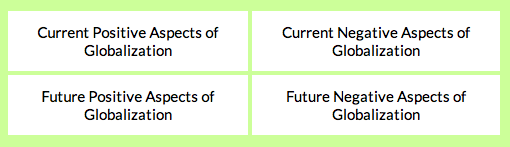 Current Positive Aspects of
Globalization
Current Negative Aspects of
Globalization
Future Positive Aspects of
Globalization
Future Negative Aspects of
Globalization